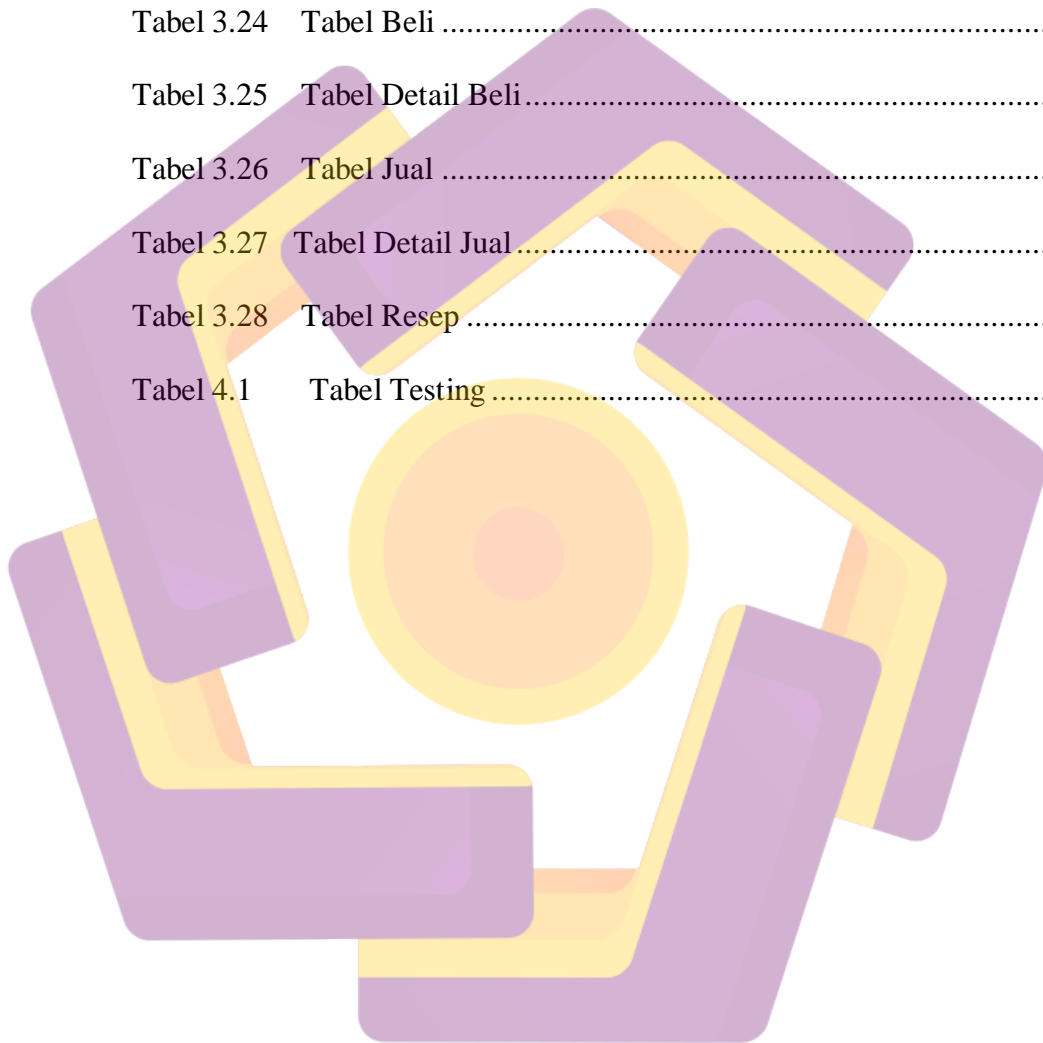 Tabel 3.24 Tabel Beli ..........................................................................
Tabel 3.25 Tabel Detail Beli................................................................
Tabel 3.26 Tabel Jual ..........................................................................
Tabel 3.27 Tabel Detail Jual.................................................................
Tabel 3.28 Tabel Resep .......................................................................
Tabel 4.1 Tabel Testing ....................................................................